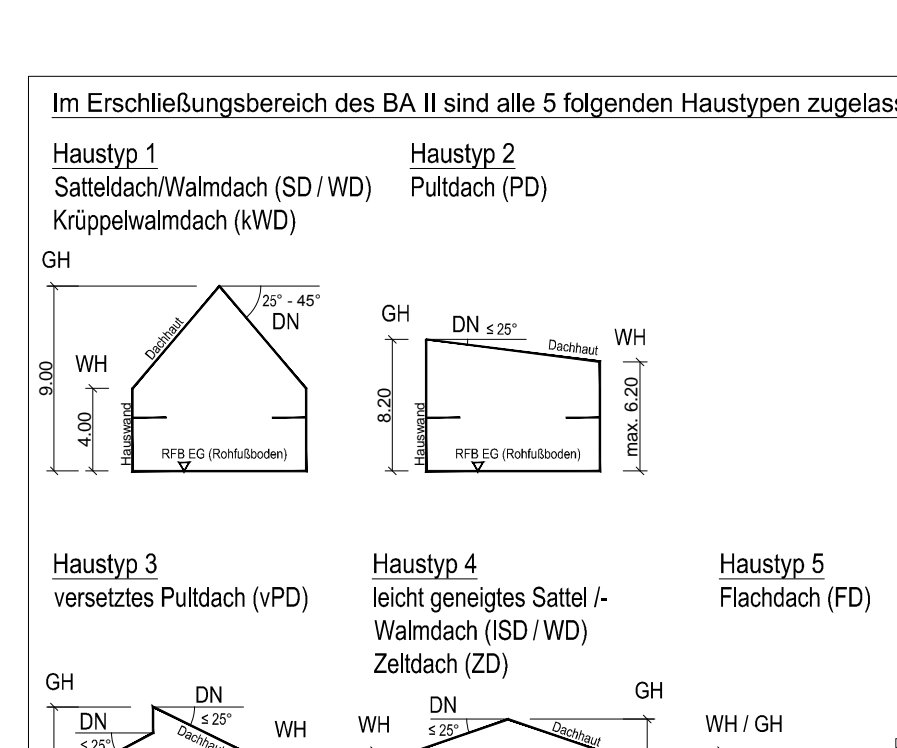 Im Erschließungsbereich des BA II sind alle 5 folgenden Haustypen
Haustyp 1
Satteldach/Walmdach (SD / WD)
Krüppelwalmdach (kWD)
GH
25° - 45°
DN
Dachhaut
WH
9.00
4.00
Hauswand
RFB EG (Rohfußboden)
Haustyp 2
Pultdach (PD)
GH
DN ≤ 25°
Dachhaut
WH
8.20
max. 6.20
Hauswand
RFB EG (Rohfußboden)
Haustyp 3
versetztes Pultdach (vPD)
GH
DN
≤ 25°
DN
≤ 25°
Dachhaut
WH
Haustyp 4
leicht geneigtes Sattel /-
Walmdach (lSD / WD)
Zeltdach (ZD)
GH
DN
≤ 25°
WH
Dachhaut
Haustyp 5
Flachdach (FD)
WH / GH